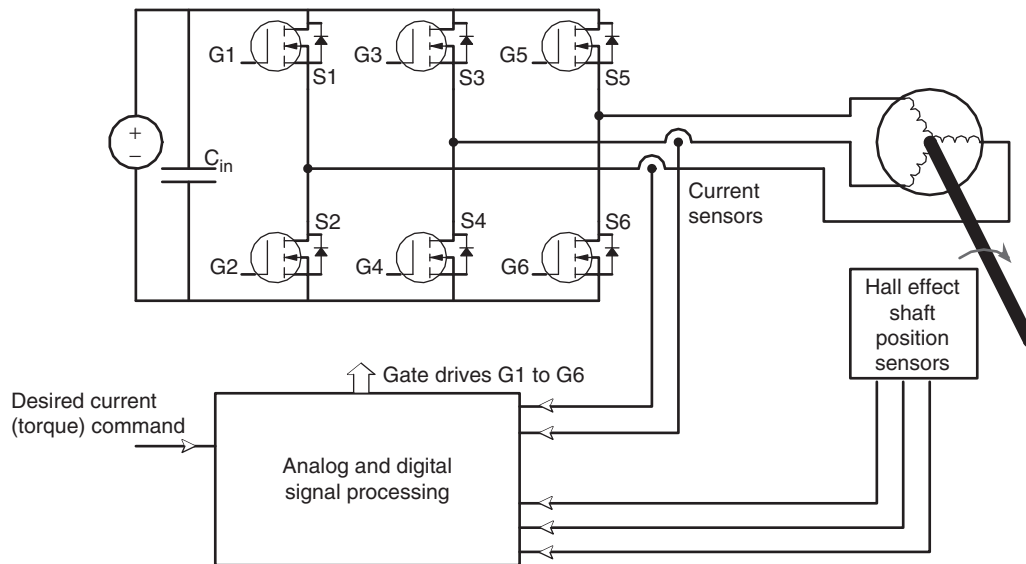 G1
S1
G3
S3
G5
S5
+
−
Cin
Current
sensors
S2
S4
S6
G2
G4
G6
Hall effect
shaft
position
sensors
Gate drives G1 to G6
Desired current
(torque) command
Analog and digital
signal processing